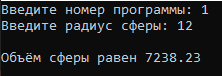 Введите номер программы: 1
Введите радиус сферы: 12
Объём сферы равен 7238.23